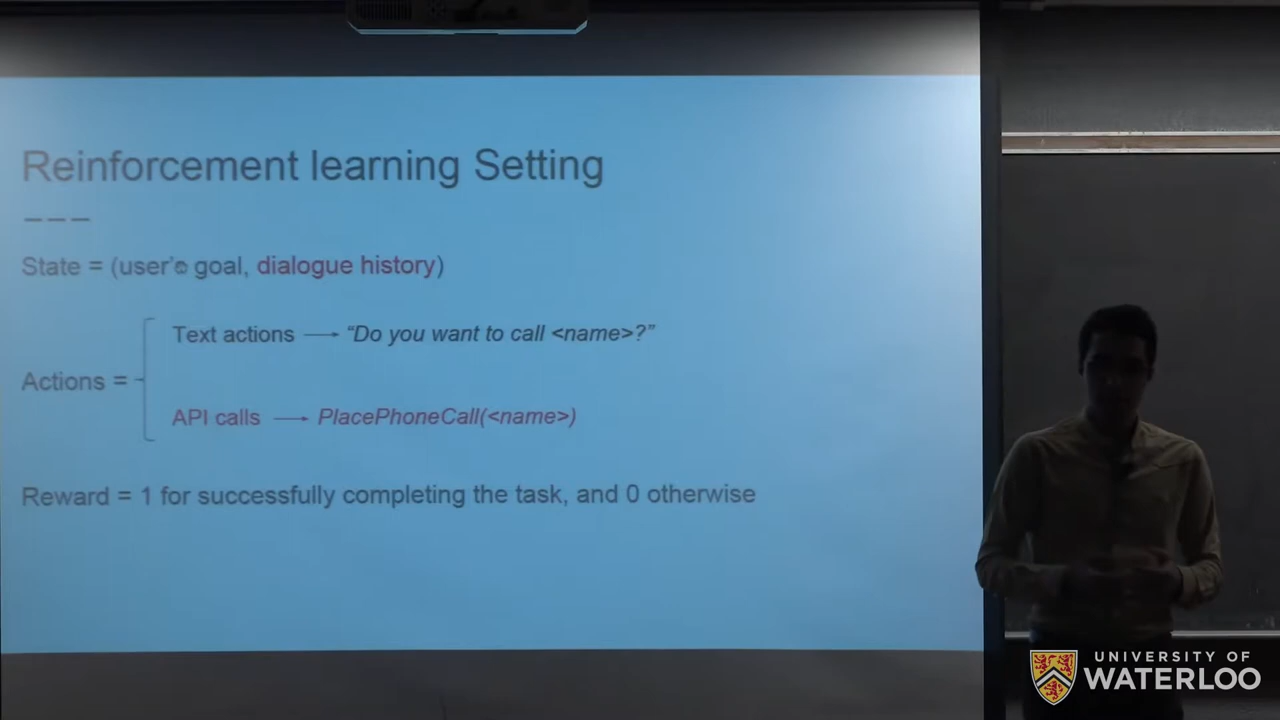 Reinforcement learning Setting
State = (user's goal, dialogue history)
Text actions → “Do you want to call <name>?”
Actions =
API calls → PlacePhoneCall(<name>)
Reward = 1 for successfully completing the task, and 0 otherwise
UNIVERSITY OF
WATERLOO